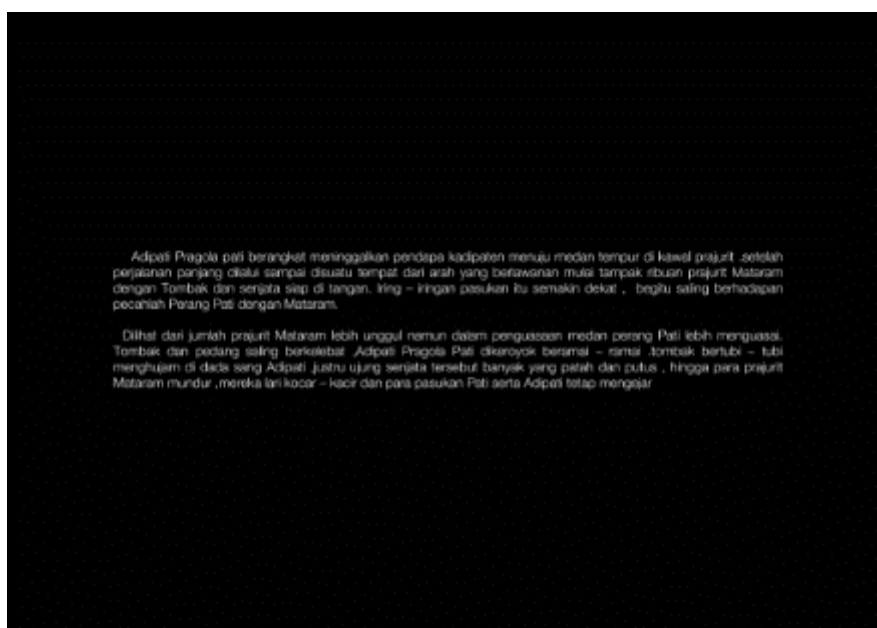 Adipati Pragola pati berangkat meninggalkan pendapa kadipaten menuju medan tempur di kawal prajurit .setelah
perjalanan panjang dilalui sampai disuatu tempat dari arah yang berlawanan mulai tampak ribuan prajurit Mataram
dengan Tombak dan senjata siap di tangan. Iring – iringan pasukan itu semakin dekat , begitu saling berhadapan
pecahlah Perang Pati dengan Mataram.
Dilihat dari jumlah prajurit Mataram lebih unggul namun dalam penguasaan medan perang Pati lebih menguasai.
Tombak dan pedang saling berkelebat .Adipati Pragola Pati dikeroyok beramai – ramai .tombak bertubi – tubi
menghujam di dada sang Adipati .justru ujung senjata tersebut banyak yang patah dan putus , hingga para prajurit
Mataram mundur ,mereka lari kocar – kacir dan para pasukan Pati serta Adipati tetap mengejar